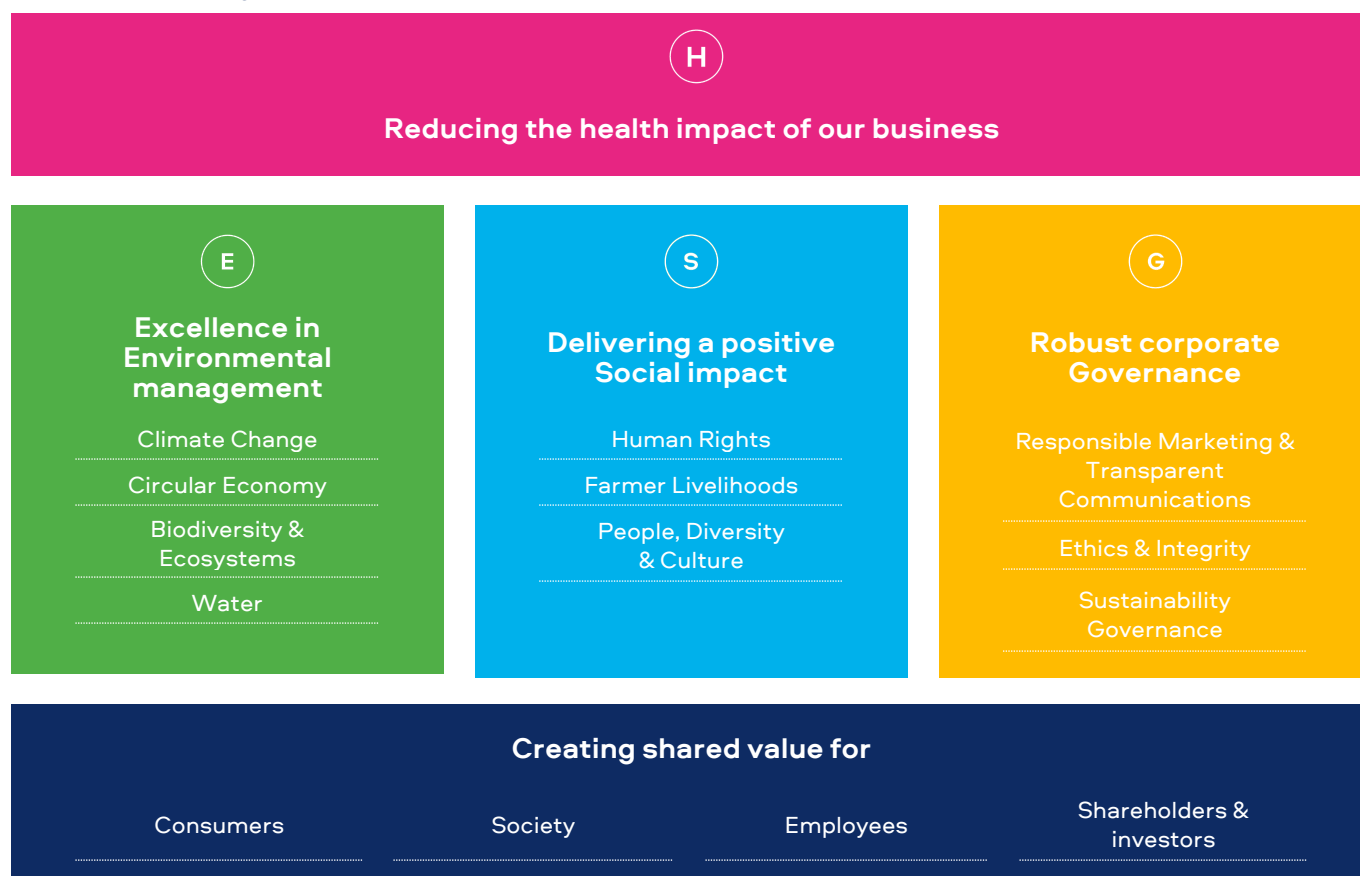 H
Reducing the health impact of our business
E
Excellence in
Environmental
management
Climate Change
Circular Economy
Biodiversity &
Ecosystems
Water
S
Delivering a positive
Social impact
Human Rights
Farmer Livelihoods
People, Diversity
& Culture
G
Robust corporate
Governance
Responsible Marketing &
Transparent
Communications
Ethics & Integrity
Sustainability
Governance
Creating shared value for
Consumers
Society
Employees
Shareholders &
investors